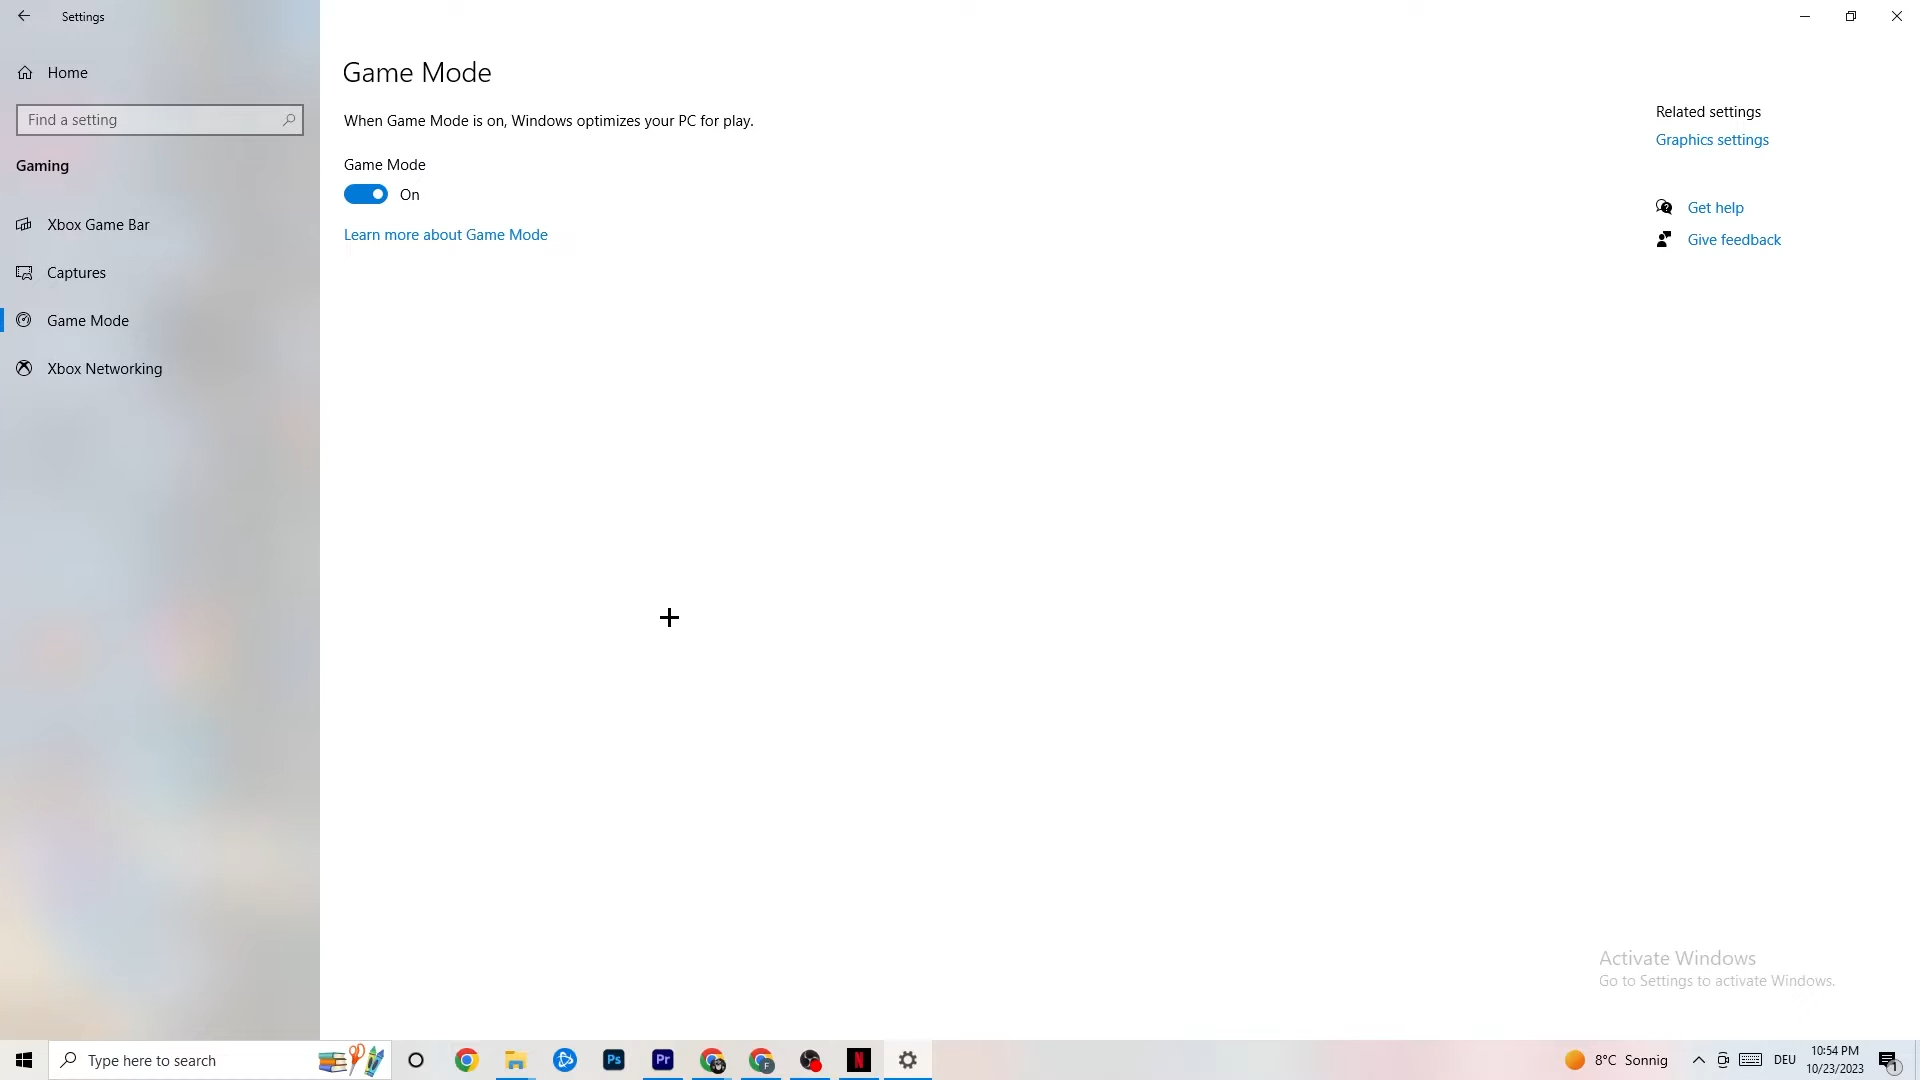 Settings
Home
Find a setting
Gaming
Xbox Game Bar
Captures
Game Mode
Xbox Networking
Game Mode
When Game Mode is on, Windows optimizes your PC for play.
Game Mode
On
Learn more about Game Mode
Related settings
Graphics settings
Get help
Give feedback
Activate Windows
Go to Settings to activate Windows.
Type here to search
Ps
Pr
F
N
8°C Sonnig
DEU
10:54 PM
10/23/2023
1